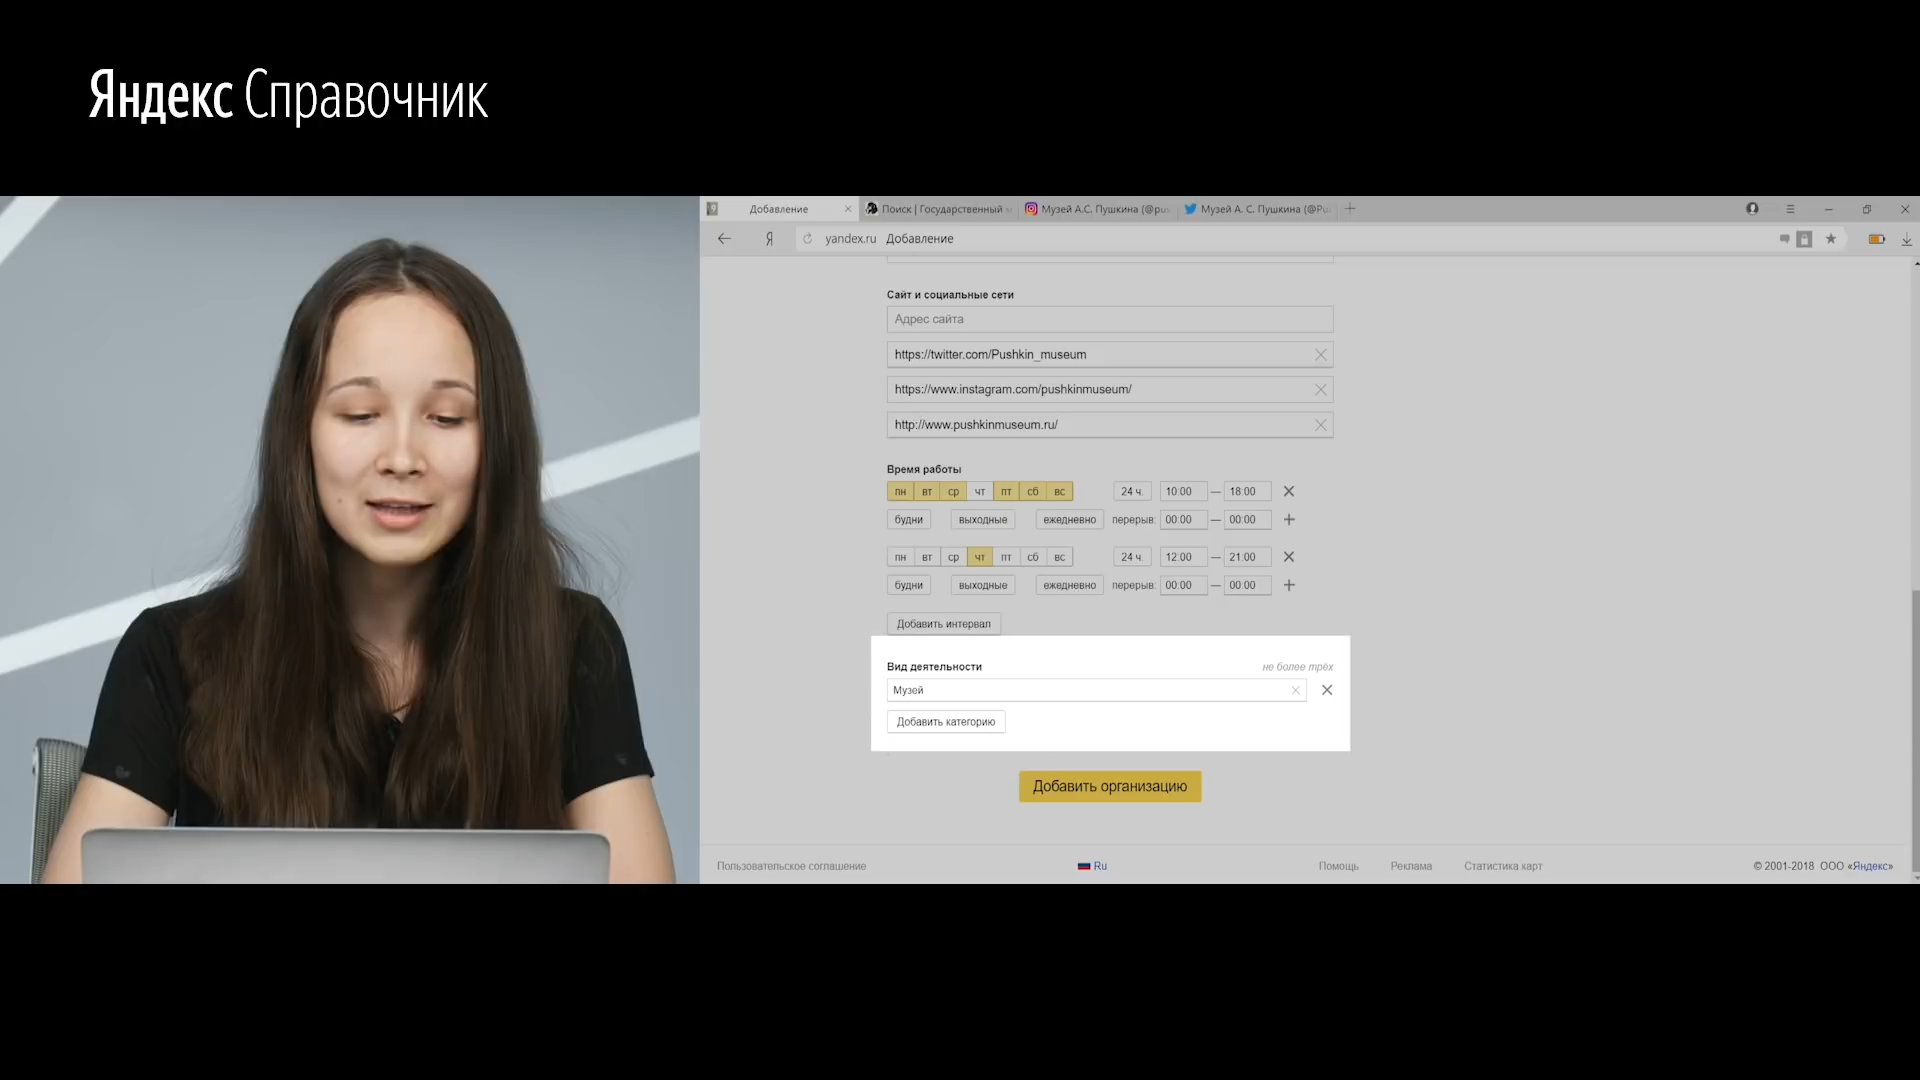 Яндекс Справочник
Добавление
Поиск | Государственный
Музей А.С. Пушкина (@pus
Музей А. С. Пушкина (@Pu
yandex.ru Добавление
Сайт и социальные сети
Адрес сайта
https://twitter.com/Pushkin_museum
https://www.instagram.com/pushkinmuseum/
http://www.pushkinmuseum.ru/
Время работы
пн вт ср чт пт сб вс 24 ч. 10:00 — 18:00
будни выходные ежедневно перерыв: 00:00 — 00:00
пн вт ср чт пт сб вс 24 ч. 12:00 — 21:00
будни выходные ежедневно перерыв: 00:00 — 00:00
Добавить интервал
Вид деятельности не более трёх
Музей
Добавить категорию
Добавить организацию
Пользовательское соглашение Ru Помощь Реклама Статистика карт © 2001-2018 ООО «Яндекс»